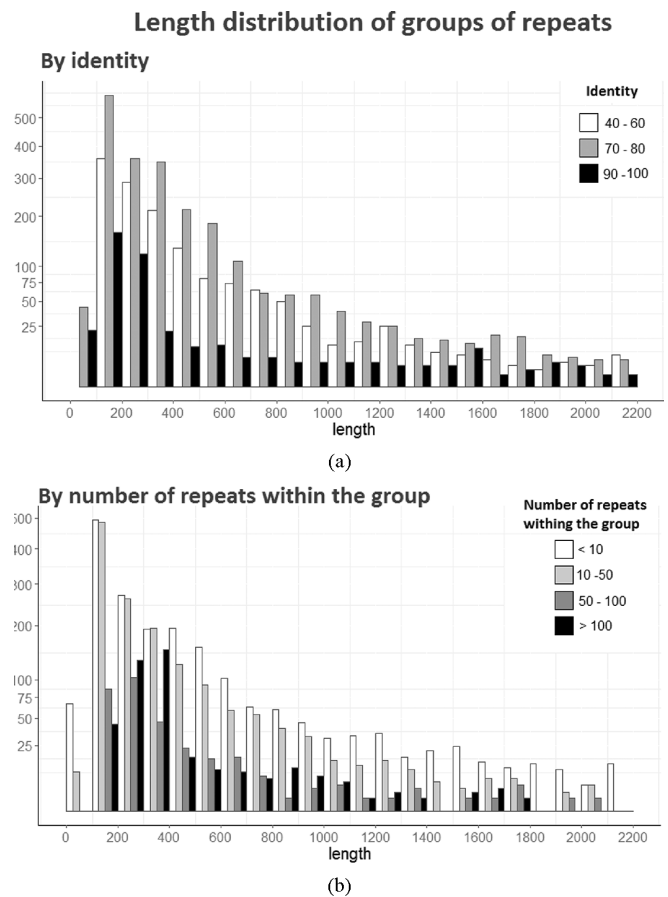 Length distribution of groups of repeats
By identity
Identity
40 - 60
70 - 80
90 -100
500
400
300
200
100
75
50
25
0 200 400 600 800 1000 1200 1400 1600 1800 2000 2200
length
(a)
By number of repeats within the group
Number of repeats
withing the group
< 10
10 -50
50 - 100
> 100
500
400
300
200
100
75
50
25
0 200 400 600 800 1000 1200 1400 1600 1800 2000 2200
length
(b)